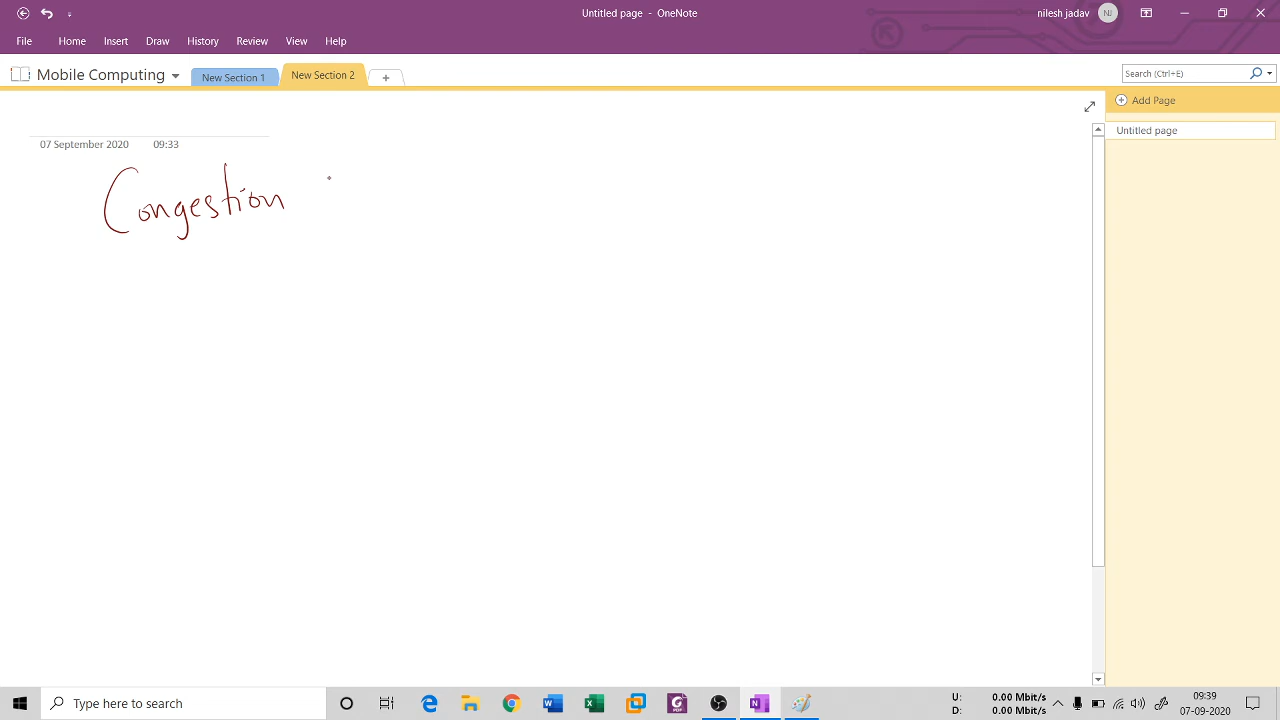 Untitled page - OneNote
nilesh jadav NJ
File Home Insert Draw History Review View Help
Mobile Computing New Section 1 New Section 2 + Search (Ctrl+E)
Add Page
Untitled page
07 September 2020 09:33
Congestion
Type here to search
U: 0.00 Mbit/s
D: 0.00 Mbit/s
09:39
07-09-2020